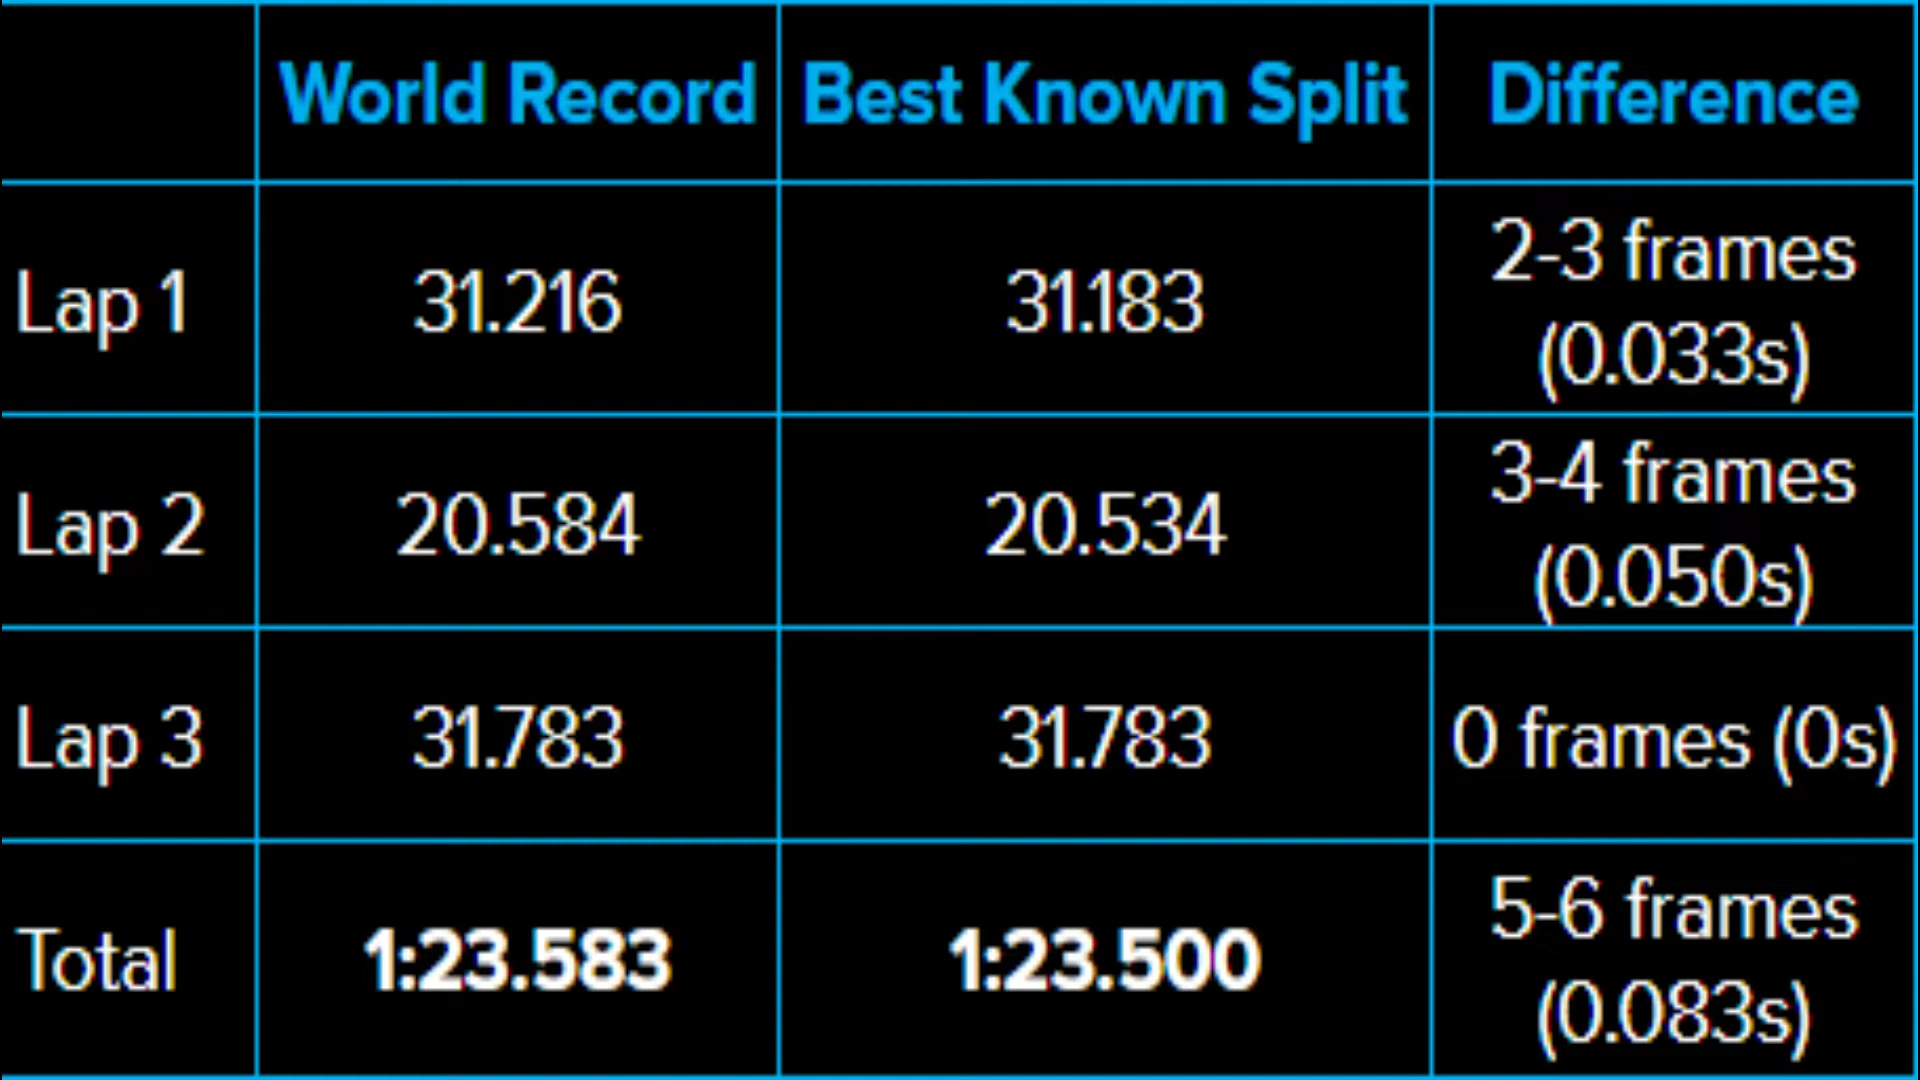 World Record Best Known Split Difference
Lap 1 31.216 31.183 2-3 frames
(0.033s)
Lap 2 20.584 20.534 3-4 frames
(0.050s)
Lap 3 31.783 31.783 0 frames (0s)
Total 1:23.583 1:23.500 5-6 frames
(0.083s)